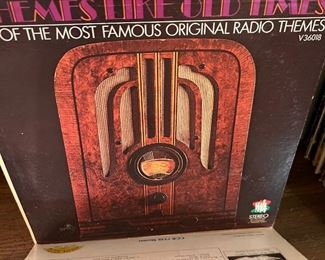 THEMES LIKE OLD TIMES
OF THE MOST FAMOUS ORIGINAL RADIO THEMES
V36018
STEREO